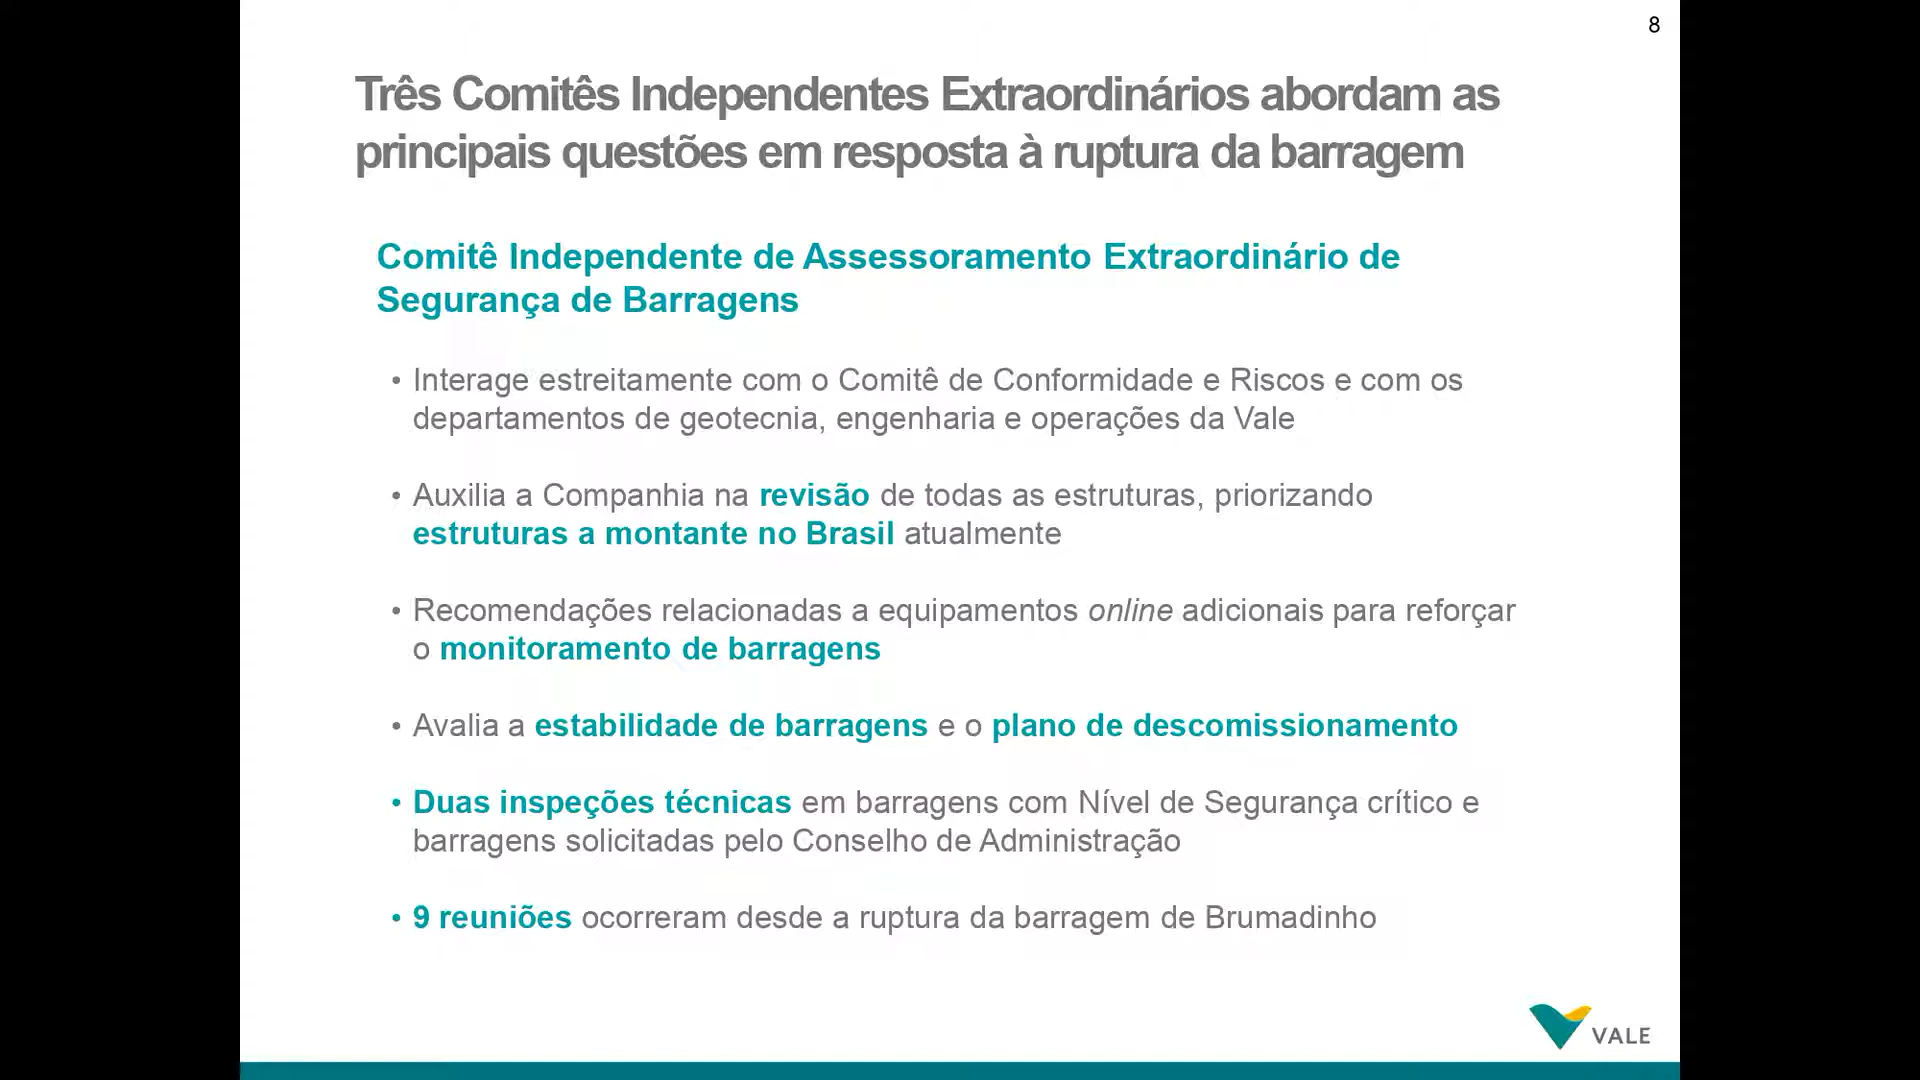 8
Três Comitês Independentes Extraordinários abordam as
principais questões em resposta à ruptura da barragem
Comitê Independente de Assessoramento Extraordinário de
Segurança de Barragens
• Interage estreitamente com o Comitê de Conformidade e Riscos e com os
departamentos de geotecnia, engenharia e operações da Vale
• Auxilia a Companhia na revisão de todas as estruturas, priorizando
estruturas a montante no Brasil atualmente
• Recomendações relacionadas a equipamentos online adicionais para reforçar
o monitoramento de barragens
• Avalia a estabilidade de barragens e o plano de descomissionamento
• Duas inspeções técnicas em barragens com Nível de Segurança crítico e
barragens solicitadas pelo Conselho de Administração
• 9 reuniões ocorreram desde a ruptura da barragem de Brumadinho
VALE